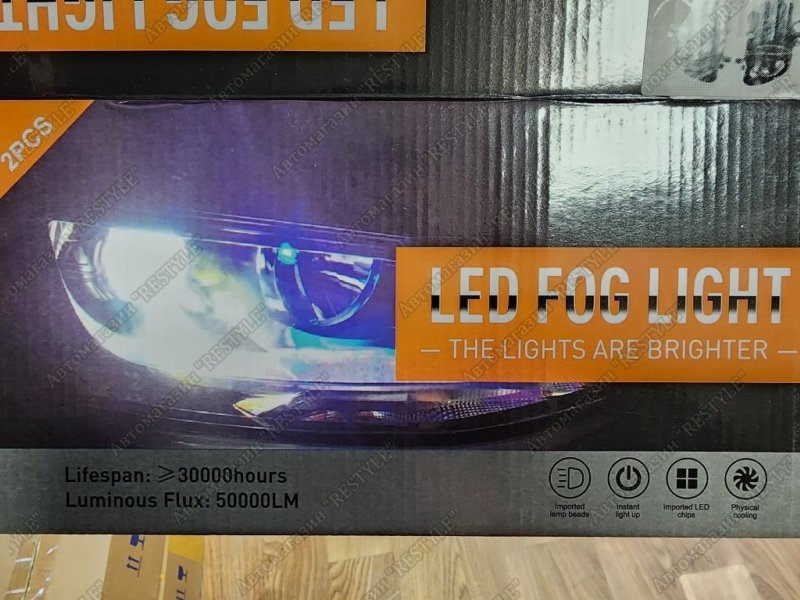 LED FOG LIGHT
2PCS
LED FOG LIGHT
— THE LIGHTS ARE BRIGHTER —
Lifespan: ≥30000hours
Luminous Flux: 50000LM
Imported
lamp beads
Instant
light up
Imported LED
chips
Physical
cooling
Автомагазин "RESTYLE"